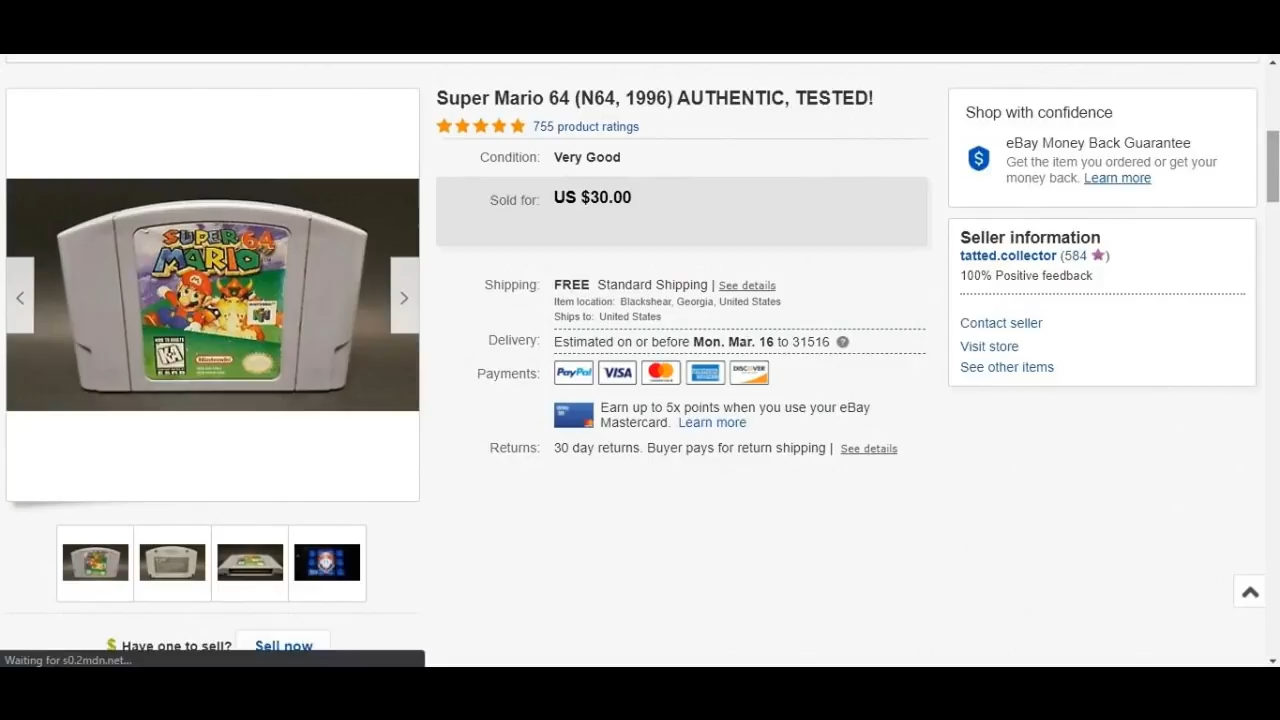 Super Mario 64 (N64, 1996) AUTHENTIC, TESTED!
755 product ratings
Condition: Very Good
Sold for: US $30.00
Shipping: FREE Standard Shipping | See details
Item location: Blackshear, Georgia, United States
Ships to: United States
Delivery: Estimated on or before Mon. Mar. 16 to 31516
Payments: PayPal VISA DISCOVER
Earn up to 5x points when you use your eBay
Mastercard. Learn more
Returns: 30 day returns. Buyer pays for return shipping | See details
Shop with confidence
eBay Money Back Guarantee
Get the item you ordered or get your
money back. Learn more
Seller information
tatted.collector (584)
100% Positive feedback
Contact seller
Visit store
See other items
SUPER 64
MARIO
NINTENDO 64
K-A
Nintendo
Have one to sell? Sell now
Waiting for s0.2mdn.net...